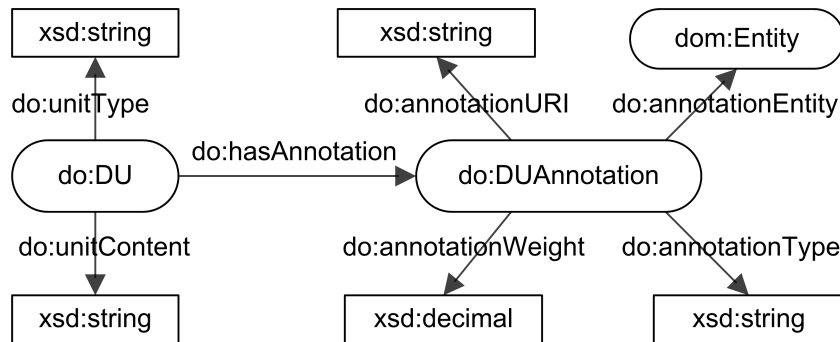 xsd:string
xsd:string
dom:Entity
do:unitType
do:annotationURI
do:annotationEntity
do:hasAnnotation
do:DU
do:DUAnnotation
do:unitContent
do:annotationWeight
do:annotationType
xsd:string
xsd:decimal
xsd:string